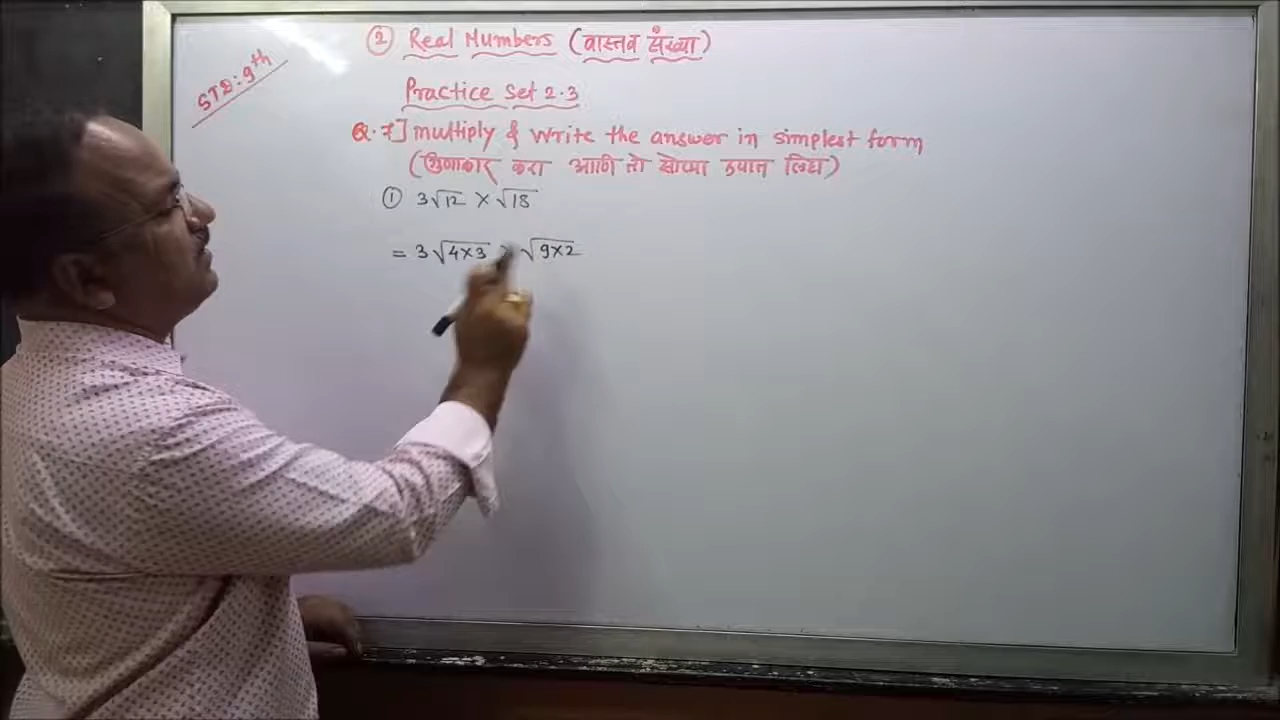 STD: 9th
② Real Numbers (वास्तव संख्या)
Practice Set 2.3
Q.7] multiply & Write the answer in simplest form
(गुणाकार करा आणि तो सोप्या रुपात लिहा)
① 3√12 × √18
= 3√4×3 × √9×2